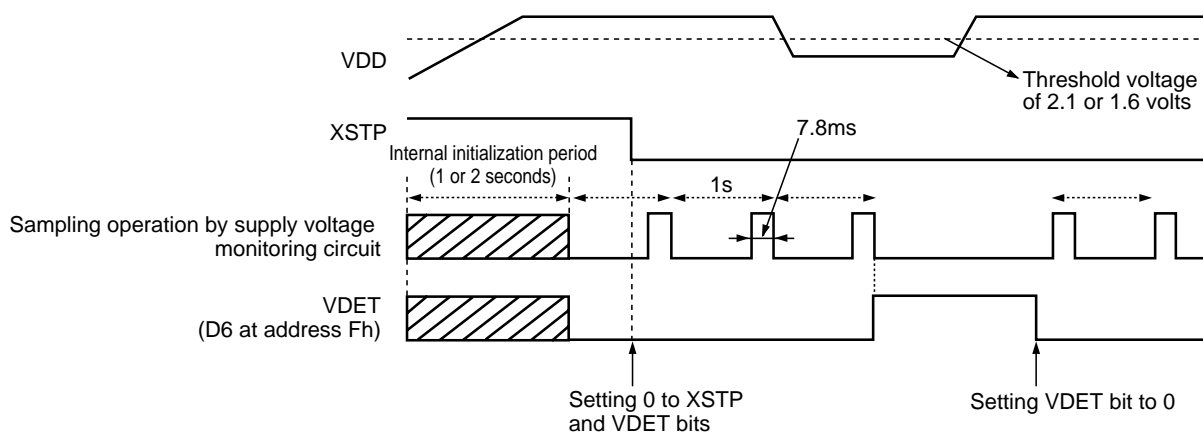 VDD
Threshold voltage
of 2.1 or 1.6 volts
XSTP
7.8ms
Internal initialization period
(1 or 2 seconds)
1s
Sampling operation by supply voltage
monitoring circuit
VDET
(D6 at address Fh)
Setting 0 to XSTP
and VDET bits
Setting VDET bit to 0